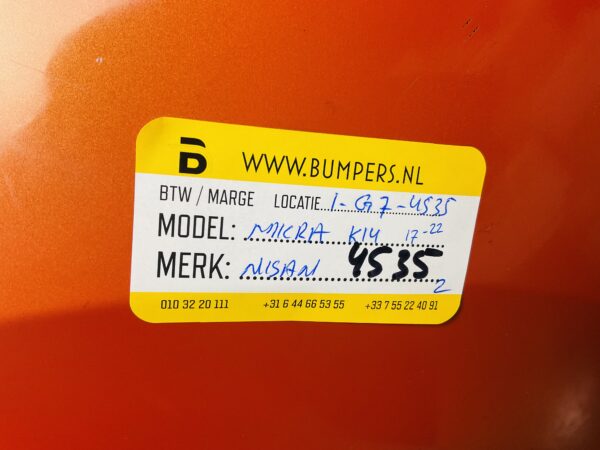 B WWW.BUMPERS.NL
BTW / MARGE LOCATIE 1-G7-4535
MODEL: MICRA K14 17-22
MERK: NISAN 4535 2
010 32 20 111 +31 6 44 66 53 55 +33 7 55 22 40 91